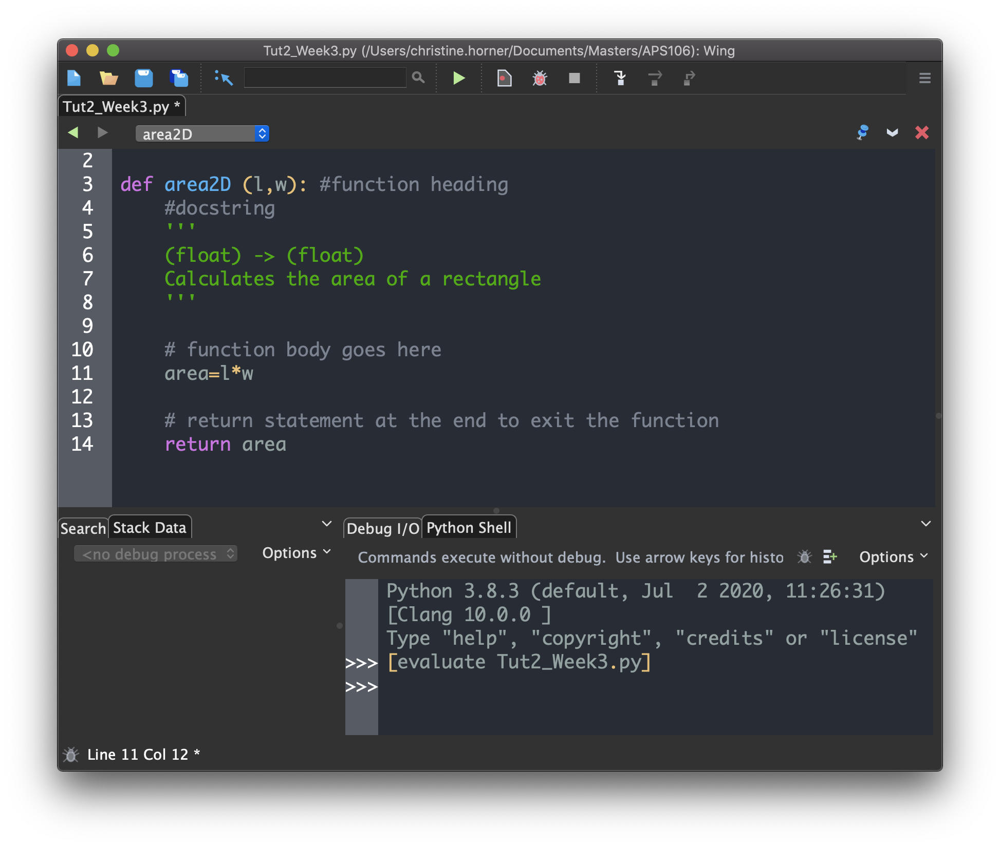 Tut2_Week3.py (/Users/christine.horner/Documents/Masters/APS106): Wing
Tut2_Week3.py *
area2D
2
3 def area2D (l,w): #function heading
4 #docstring
5 '''
6 (float) -> (float)
7 Calculates the area of a rectangle
8 '''
9
10 # function body goes here
11 area=l*w
12
13 # return statement at the end to exit the function
14 return area
Search Stack Data
<no debug process
Options
Debug I/O Python Shell
Commands execute without debug. Use arrow keys for histo
Options
Python 3.8.3 (default, Jul  2 2020, 11:26:31)
[Clang 10.0.0 ]
Type "help", "copyright", "credits" or "license"
>>> [evaluate Tut2_Week3.py]
>>>
Line 11 Col 12 *